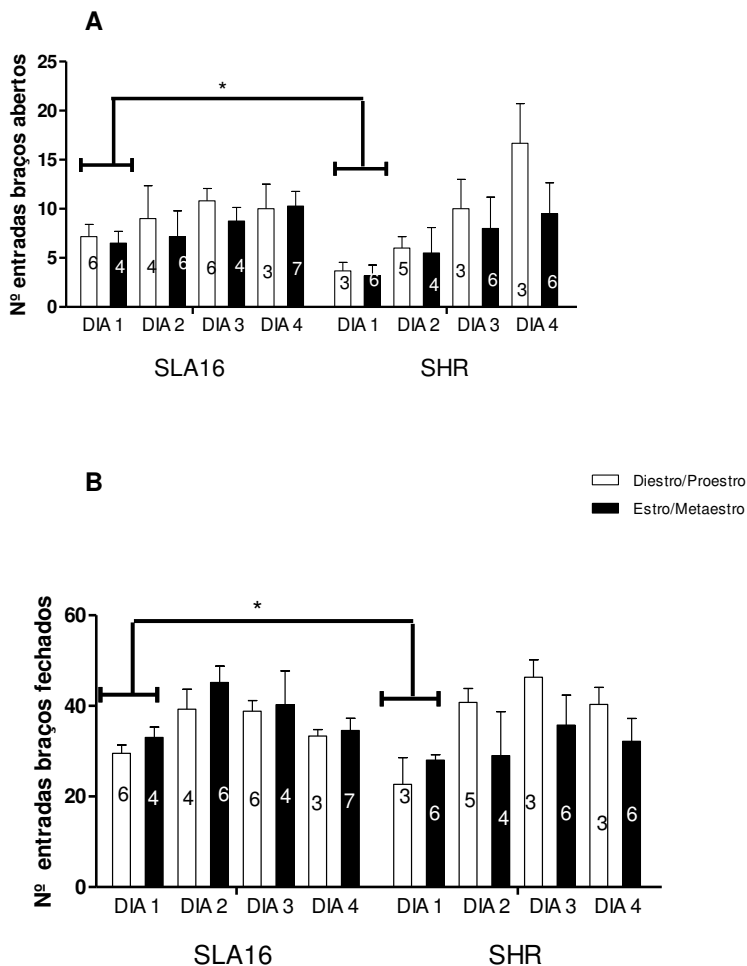 A
Nº entradas braços abertos
25
20
15
10
5
0
*
6 4 4 6 6 4 3 7 3 6 5 4 3 6 3 6
DIA 1 DIA 2 DIA 3 DIA 4 DIA 1 DIA 2 DIA 3 DIA 4
SLA16 SHR
B
Diestro/Proestro
Estro/Metaestro
Nº entradas braços fechados
60
40
20
0
*
6 4 4 6 6 4 3 7 3 6 5 4 3 6 3 6
DIA 1 DIA 2 DIA 3 DIA 4 DIA 1 DIA 2 DIA 3 DIA 4
SLA16 SHR